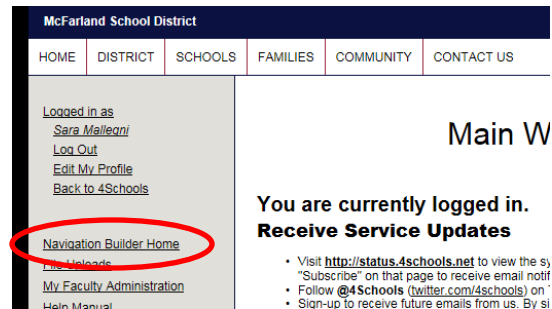 McFarland School District
HOME DISTRICT SCHOOLS FAMILIES COMMUNITY CONTACT US
Logged in as
Sara Mallegni
Log Out
Edit My Profile
Back to 4Schools
Navigation Builder Home
File Uploads
My Faculty Administration
Help Manual
Main W
You are currently logged in.
Receive Service Updates
• Visit http://status.4schools.net to view the sy
"Subscribe" on that page to receive email notif
• Follow @4Schools (twitter.com/4schools) on T
• Sign-up to receive future emails from us. By si